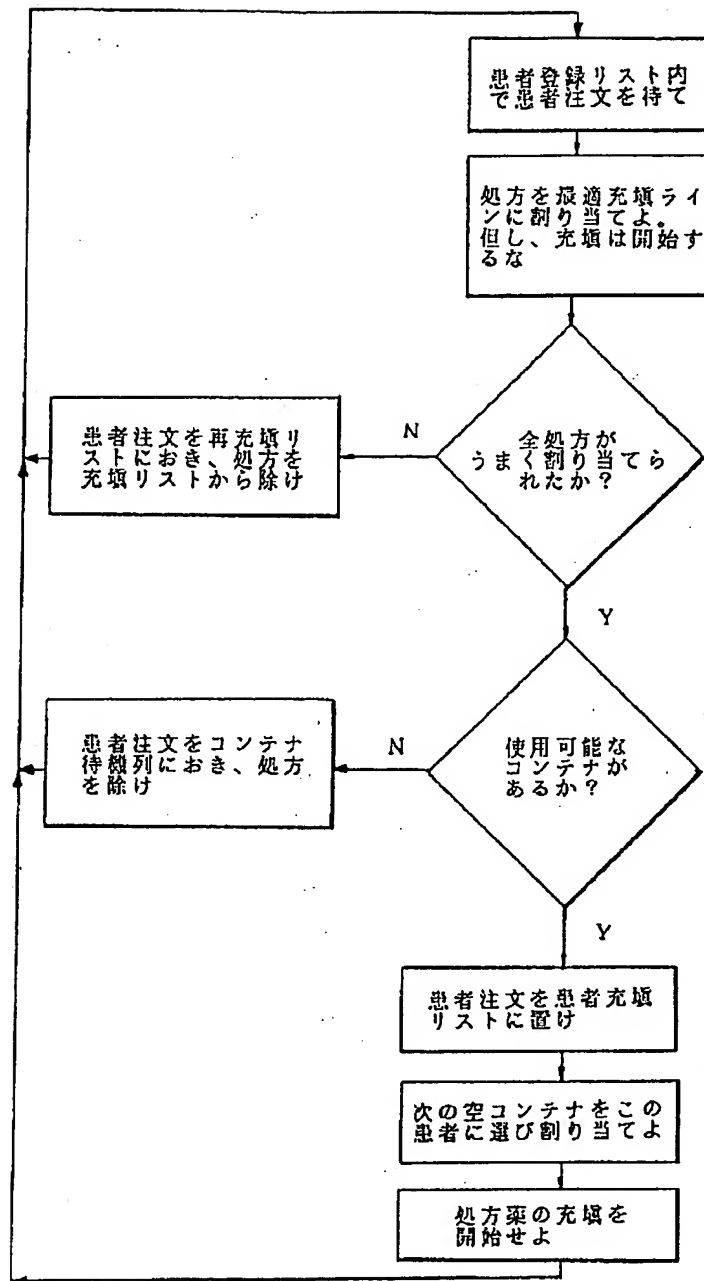 患者登録リスト内
で患者注文を待て
処方を最適充填ライ
ンに割り当てよ。
但し、充填は開始す
るな
全処方が
うまく割り当てら
れたか？
N
患者注文を再充填リ
ストにおき、処方を
充填リストから除け
Y
使用可能な
コンテナが
あるか？
N
患者注文をコンテナ
待機列におき、処方
を除け
Y
患者注文を患者充填
リストに置け
次の空コンテナをこの
患者に選び割り当てよ
処方薬の充填を
開始せよ